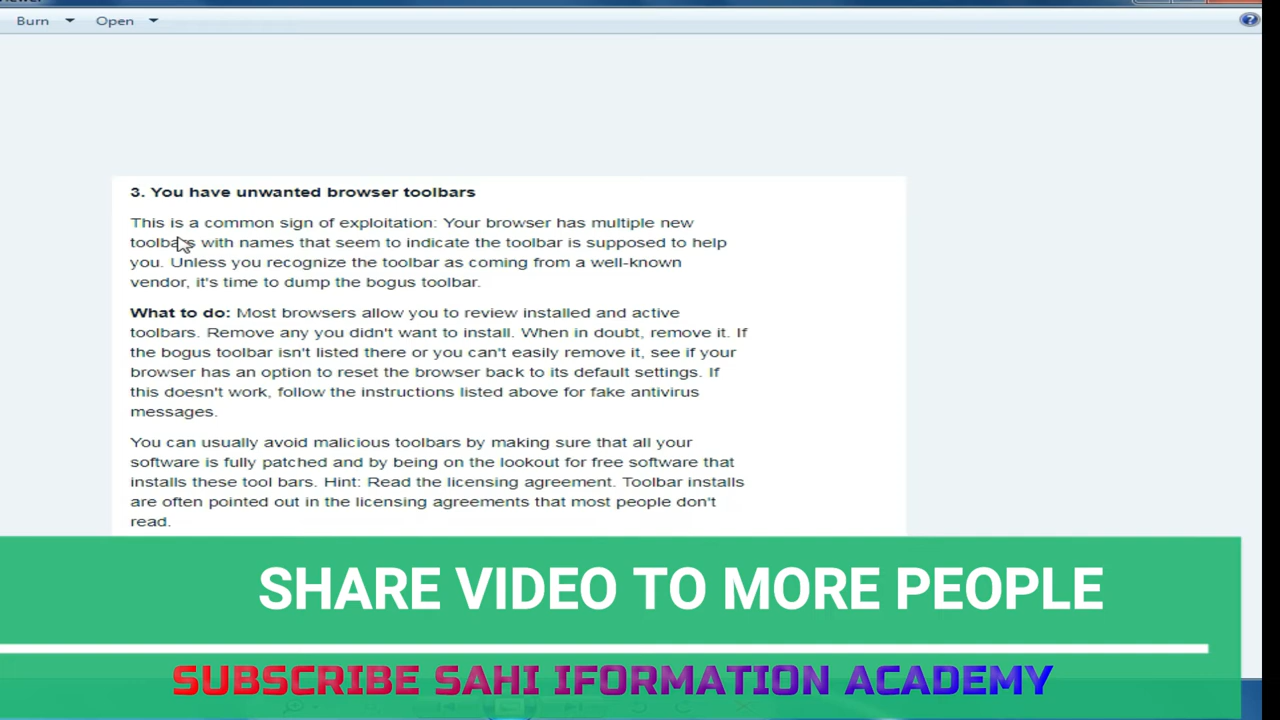 Burn
Open
3. You have unwanted browser toolbars
This is a common sign of exploitation: Your browser has multiple new
toolbars with names that seem to indicate the toolbar is supposed to help
you. Unless you recognize the toolbar as coming from a well-known
vendor, it's time to dump the bogus toolbar.
What to do: Most browsers allow you to review installed and active
toolbars. Remove any you didn't want to install. When in doubt, remove it. If
the bogus toolbar isn't listed there or you can't easily remove it, see if your
browser has an option to reset the browser back to its default settings. If
this doesn't work, follow the instructions listed above for fake antivirus
messages.
You can usually avoid malicious toolbars by making sure that all your
software is fully patched and by being on the lookout for free software that
installs these tool bars. Hint: Read the licensing agreement. Toolbar installs
are often pointed out in the licensing agreements that most people don't
read.
SHARE VIDEO TO MORE PEOPLE
SUBSCRIBE SAHI IFORMATION ACADEMY